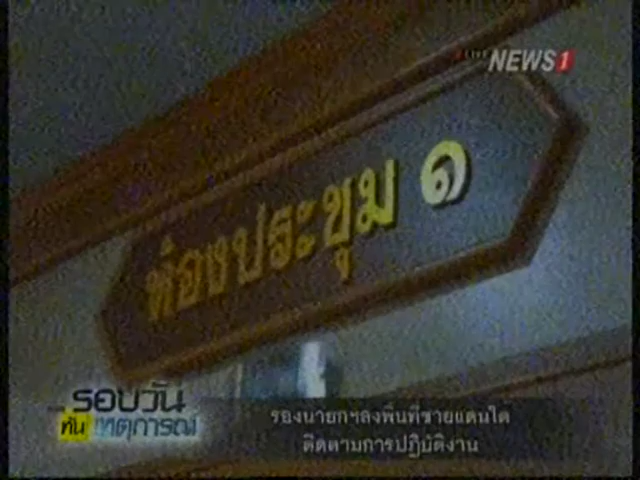 LIVE NEWS1
ห้องประชุม ๑
รอบวัน
ทันเหตุการณ์
รองนายกฯลงพื้นที่ชายแดนใต้
ติดตามการปฏิบัติงาน